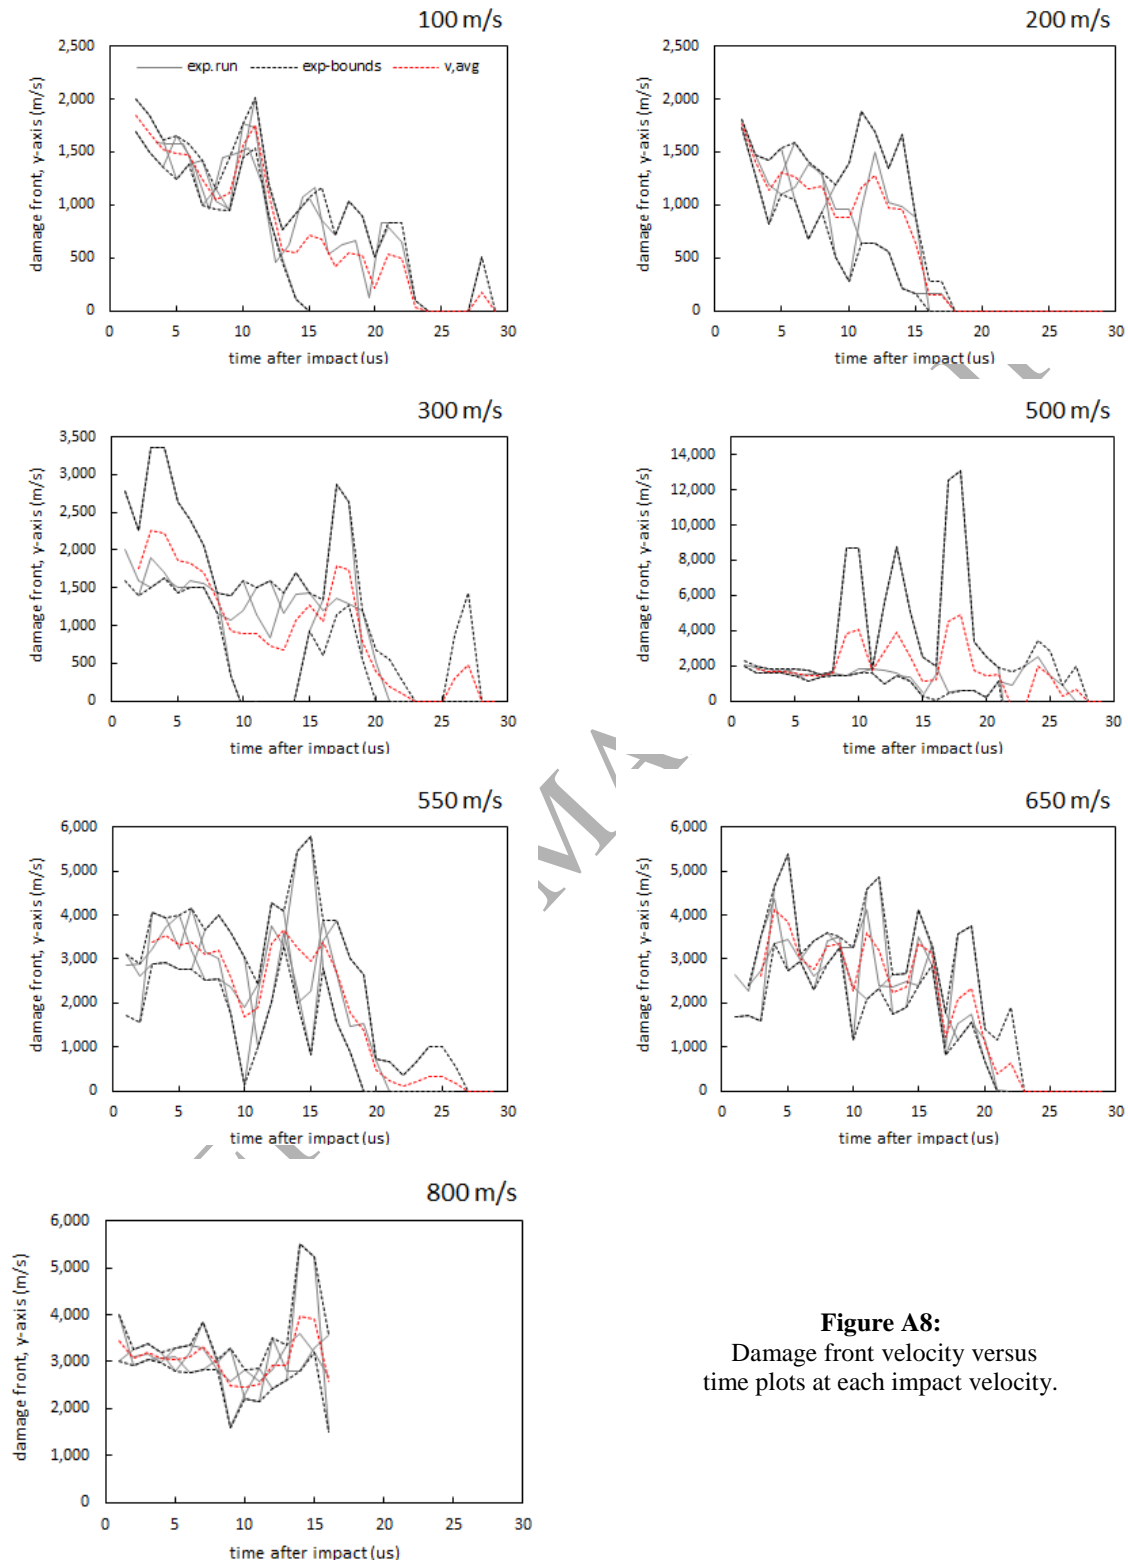 100 m/s
2,500
2,000
1,500
1,000
500
0
damage front, y-axis (m/s)
exp.run exp-bounds v,avg
0 5 10 15 20 25 30
time after impact (us)
200 m/s
2,500
2,000
1,500
1,000
500
0
damage front, y-axis (m/s)
0 5 10 15 20 25 30
time after impact (us)
300 m/s
3,500
3,000
2,500
2,000
1,500
1,000
500
0
damage front, y-axis (m/s)
0 5 10 15 20 25 30
time after impact (us)
500 m/s
14,000
12,000
10,000
8,000
6,000
4,000
2,000
0
damage front, y-axis (m/s)
0 5 10 15 20 25 30
time after impact (us)
550 m/s
6,000
5,000
4,000
3,000
2,000
1,000
0
damage front, y-axis (m/s)
0 5 10 15 20 25 30
time after impact (us)
650 m/s
6,000
5,000
4,000
3,000
2,000
1,000
0
damage front, y-axis (m/s)
0 5 10 15 20 25 30
time after impact (us)
800 m/s
6,000
5,000
4,000
3,000
2,000
1,000
0
damage front, y-axis (m/s)
0 5 10 15 20 25 30
time after impact (us)
Figure A8:
Damage front velocity versus
time plots at each impact velocity.